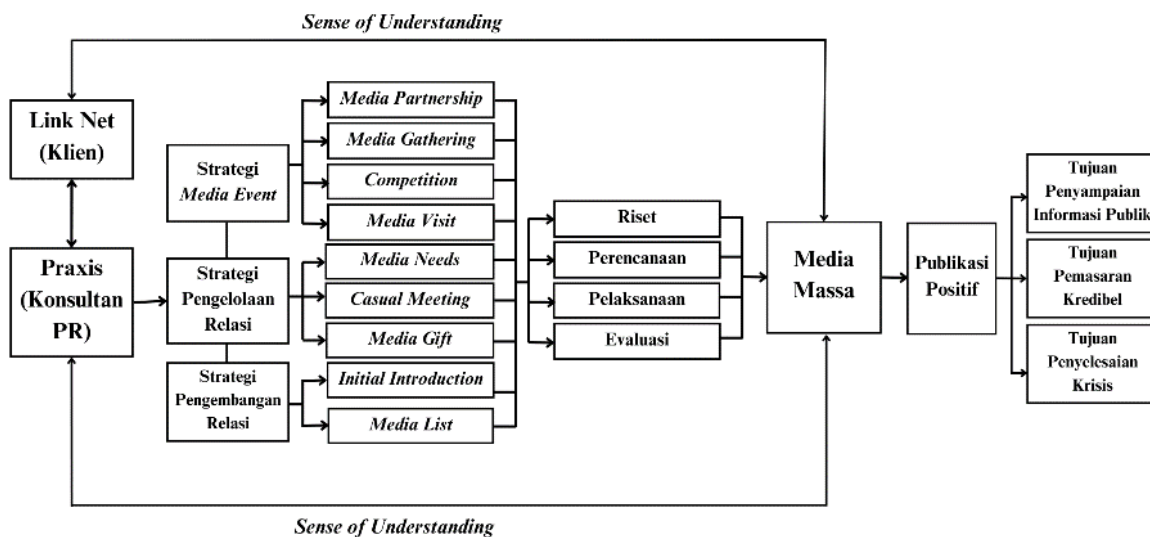 Sense of Understanding
Link Net
(Klien)
Praxis
(Konsultan
PR)
Strategi
Media Event
Strategi
Pengelolaan
Relasi
Strategi
Pengembangan
Relasi
Media Partnership
Media Gathering
Competition
Media Visit
Media Needs
Casual Meeting
Media Gift
Initial Introduction
Media List
Riset
Perencanaan
Pelaksanaan
Evaluasi
Media
Massa
Publikasi
Positif
Tujuan
Penyampaian
Informasi Publik
Tujuan
Pemasaran
Kredibel
Tujuan
Penyelesaian
Krisis
Sense of Understanding